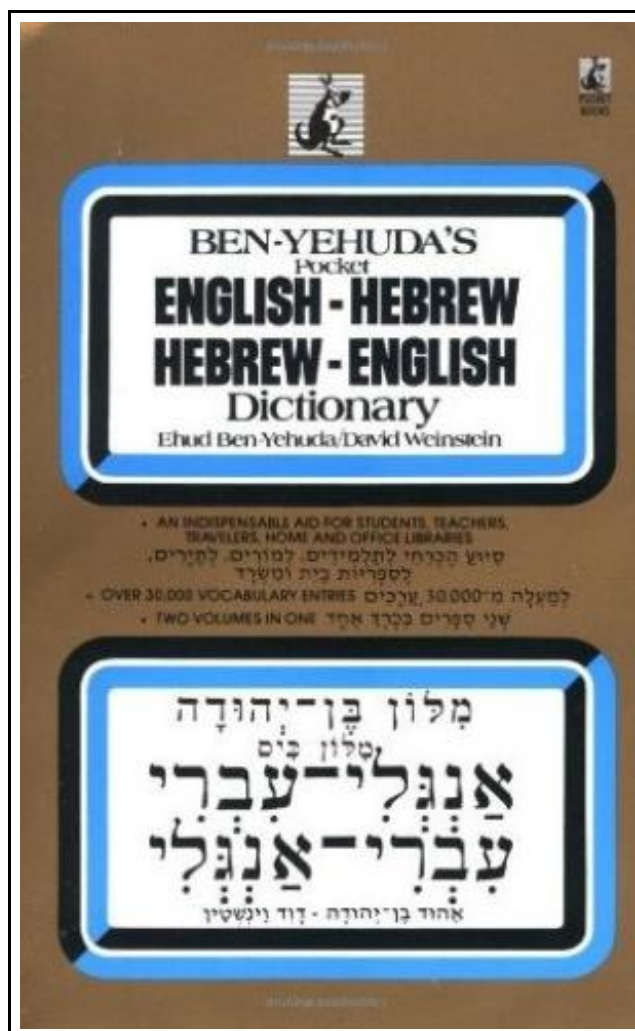 POCKET
BOOKS
BEN-YEHUDA'S
Pocket
ENGLISH - HEBREW
HEBREW - ENGLISH
Dictionary
Ehud Ben-Yehuda/David Weinstein
• AN INDISPENSABLE AID FOR STUDENTS, TEACHERS,
TRAVELERS, HOME AND OFFICE LIBRARIES
סִיּוּעַ הֶכְרֵחִי לְתַלְמִידִים, לְמוֹרִים, לְתַיָּרִים,
לְסִפְרִיּוֹת בַּיִת וּמִשְׂרָד
• OVER 30,000 VOCABULARY ENTRIES לְמַעְלָה מ־30.000 עֲרָכִים
• TWO VOLUMES IN ONE שְׁנֵי סְפָרִים בְּכֶרֶךְ אֶחָד
מִלּוֹן בֶּן־יְהוּדָה
מִלּוֹן כִּיס
אַנְגְּלִי־עִבְרִי
עִבְרִי־אַנְגְּלִי
אֵהוּד בֶּן־יְהוּדָה - דָּוִד וַיְנְשְׁטֵין